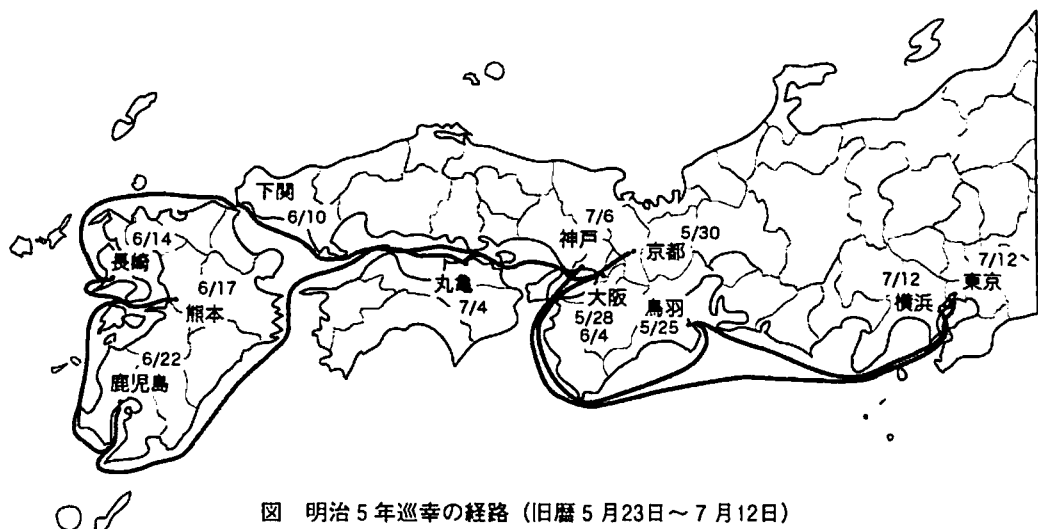 下関
6/10
6/14
長崎
6/17
熊本
6/22
鹿児島
丸亀
7/4
7/6
神戸
京都
5/30
大阪
5/28
6/4
鳥羽
5/25
7/12
横浜
7/12
東京
図 明治5年巡幸の経路(旧暦5月23日~7月12日)